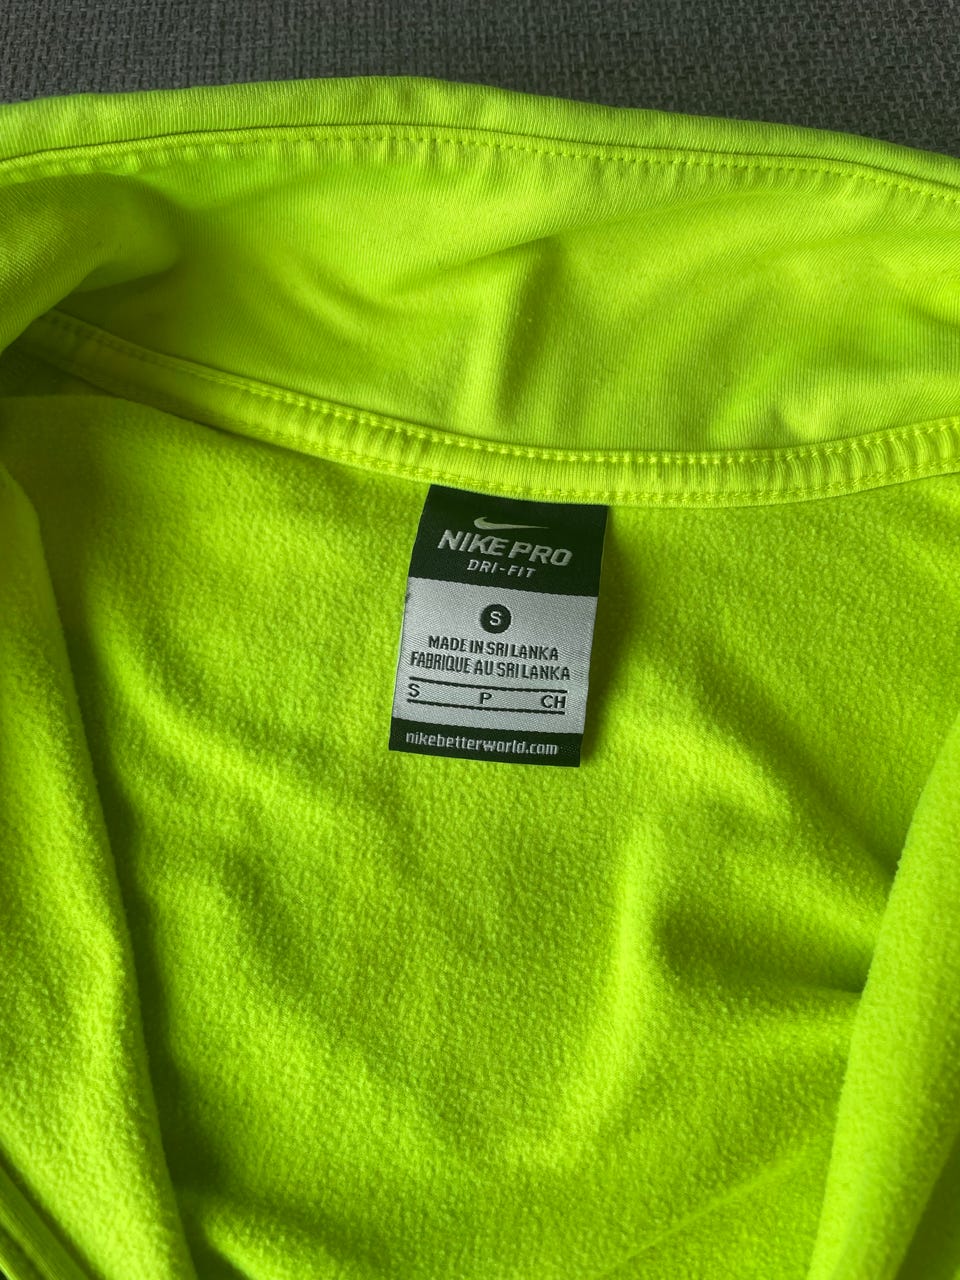 NIKE PRO
DRI-FIT
S
MADE IN SRI LANKA
FABRIQUE AU SRI LANKA
S P CH
nikebetterworld.com